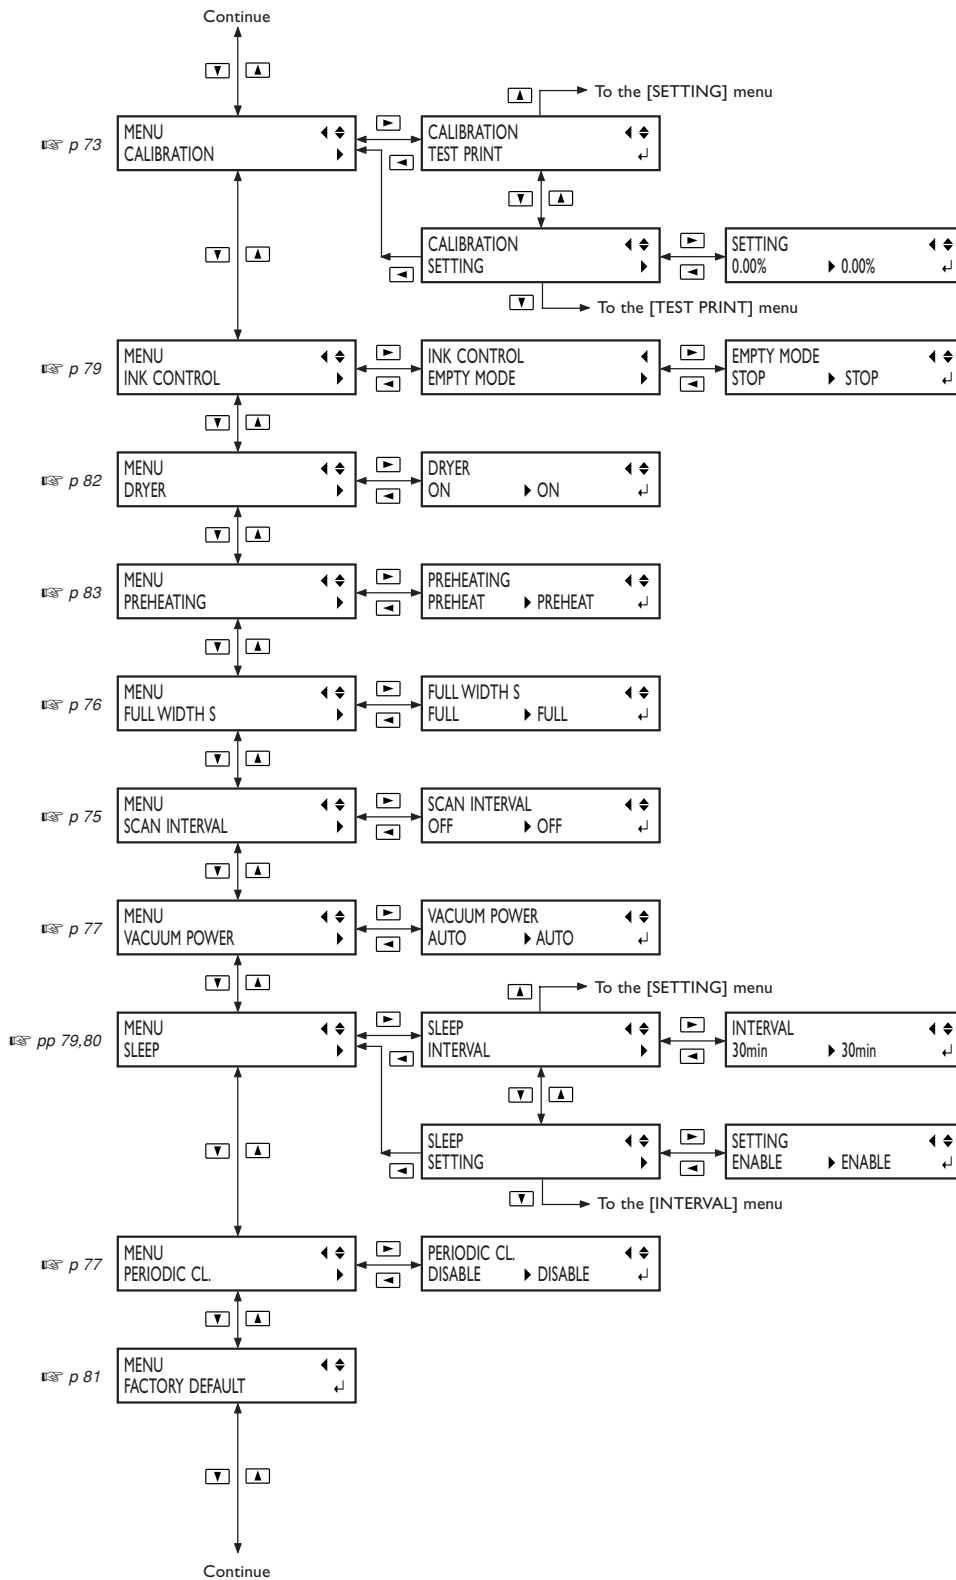 Continue
To the [SETTING] menu
p 73
MENU
CALIBRATION
CALIBRATION
TEST PRINT
CALIBRATION
SETTING
SETTING
0.00% 0.00%
To the [TEST PRINT] menu
p 79
MENU
INK CONTROL
INK CONTROL
EMPTY MODE
EMPTY MODE
STOP STOP
p 82
MENU
DRYER
DRYER
ON ON
p 83
MENU
PREHEATING
PREHEATING
PREHEAT PREHEAT
p 76
MENU
FULL WIDTH S
FULL WIDTH S
FULL FULL
p 75
MENU
SCAN INTERVAL
SCAN INTERVAL
OFF OFF
p 77
MENU
VACUUM POWER
VACUUM POWER
AUTO AUTO
To the [SETTING] menu
pp 79,80
MENU
SLEEP
SLEEP
INTERVAL
INTERVAL
30min 30min
SLEEP
SETTING
SETTING
ENABLE ENABLE
To the [INTERVAL] menu
p 77
MENU
PERIODIC CL.
PERIODIC CL.
DISABLE DISABLE
p 81
MENU
FACTORY DEFAULT
Continue